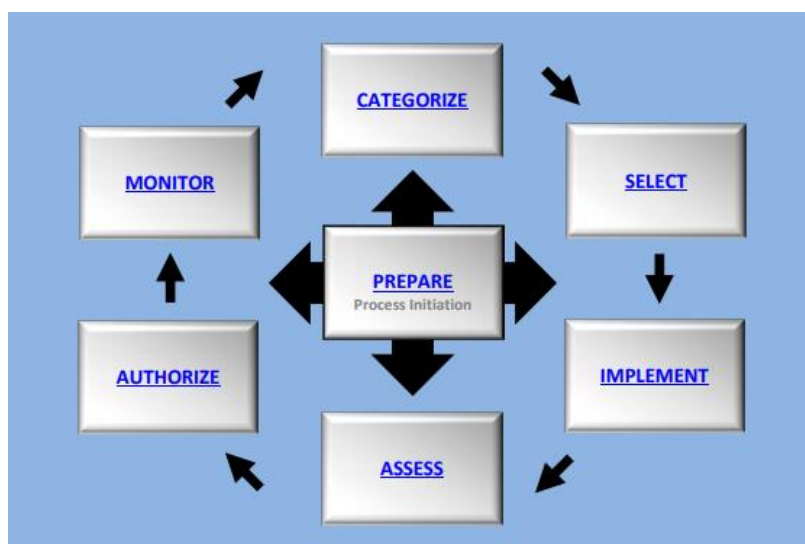 CATEGORIZE
MONITOR
SELECT
PREPARE
Process Initiation
AUTHORIZE
IMPLEMENT
ASSESS